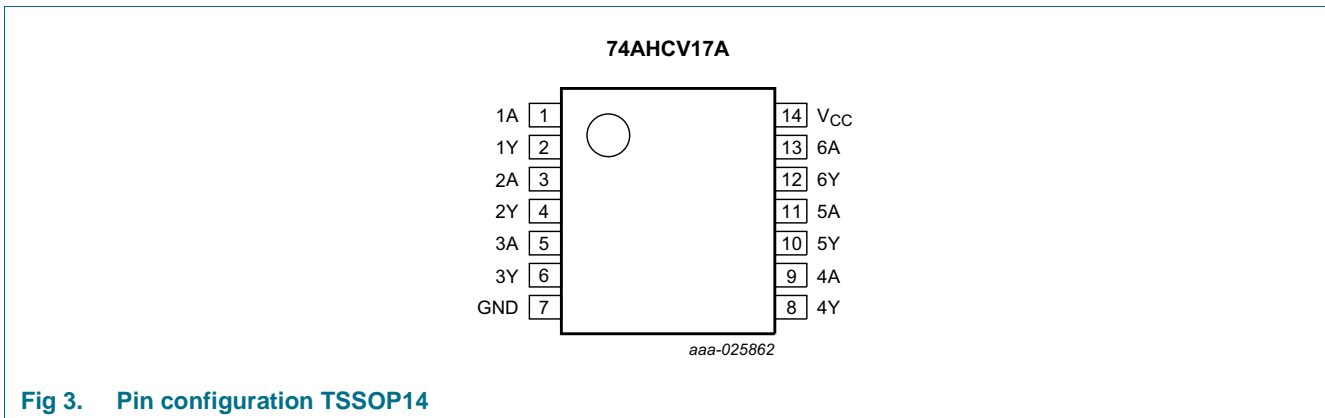 74AHCV17A
1A 1 14 VCC
1Y 2 13 6A
2A 3 12 6Y
2Y 4 11 5A
3A 5 10 5Y
3Y 6 9 4A
GND 7 8 4Y
aaa-025862
Fig 3. Pin configuration TSSOP14